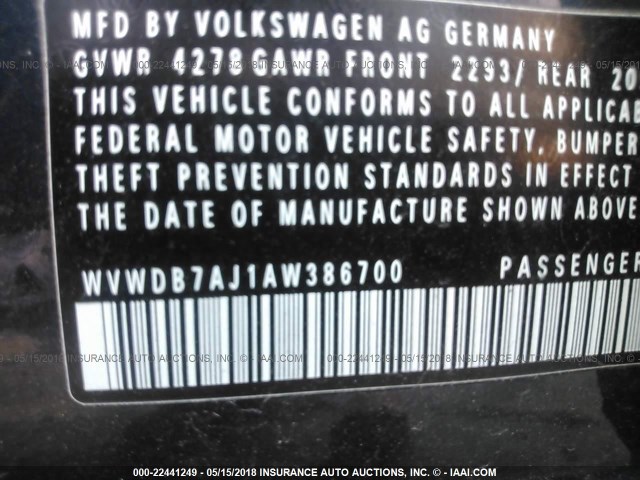 MFD BY VOLKSWAGEN AG GERMANY
GVWR 4278 GAWR FRONT 2293/ REAR 20
THIS VEHICLE CONFORMS TO ALL APPLICAB
FEDERAL MOTOR VEHICLE SAFETY, BUMPER
THEFT PREVENTION STANDARDS IN EFFECT
THE DATE OF MANUFACTURE SHOWN ABOVE
WVWDB7AJ1AW386700 PASSENGER
000-22441249 - 05/15/2018 INSURANCE AUTO AUCTIONS, INC. - IAAI.COM